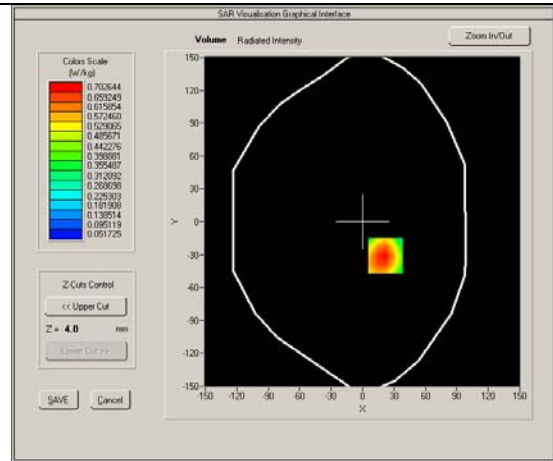 SAR Visualisation Graphical Interface
Volume Radiated Intensity
Zoom In/Out
Colors Scale
(W/kg)
0.702644
0.659249
0.615854
0.572460
0.529065
0.485671
0.442276
0.398881
0.355487
0.312092
0.268698
0.225303
0.181908
0.138514
0.095119
0.051725
Z-Cuts Control
<< Upper Cut
Z = 4.0 mm
Lower Cut >>
SAVE Cancel
150
120
90
60
30
0
-30
-60
-90
-120
-150
Y
-150 -120 -90 -60 -30 0 30 60 90 120 150
X